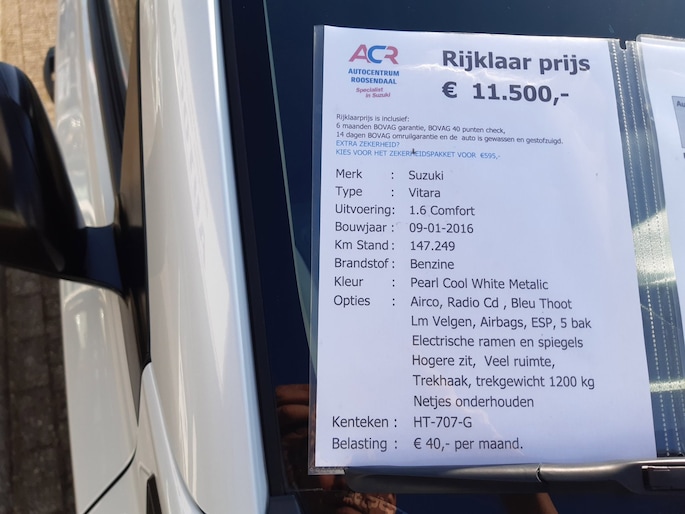 ACR
AUTOCENTRUM
ROOSENDAAL
Specialist
in Suzuki
Rijklaar prijs
€ 11.500,-
Rijklaarprijs is inclusief:
6 maanden BOVAG garantie, BOVAG 40 punten check,
14 dagen BOVAG omruilgarantie en de auto is gewassen en gestofzuigd.
EXTRA ZEKERHEID?
KIES VOOR HET ZEKERHEIDSPAKKET VOOR €595,-
Merk : Suzuki
Type : Vitara
Uitvoering: 1.6 Comfort
Bouwjaar : 09-01-2016
Km Stand : 147.249
Brandstof : Benzine
Kleur : Pearl Cool White Metalic
Opties : Airco, Radio Cd , Bleu Thoot
Lm Velgen, Airbags, ESP, 5 bak
Electrische ramen en spiegels
Hogere zit, Veel ruimte,
Trekhaak, trekgewicht 1200 kg
Netjes onderhouden
Kenteken : HT-707-G
Belasting : € 40,- per maand.